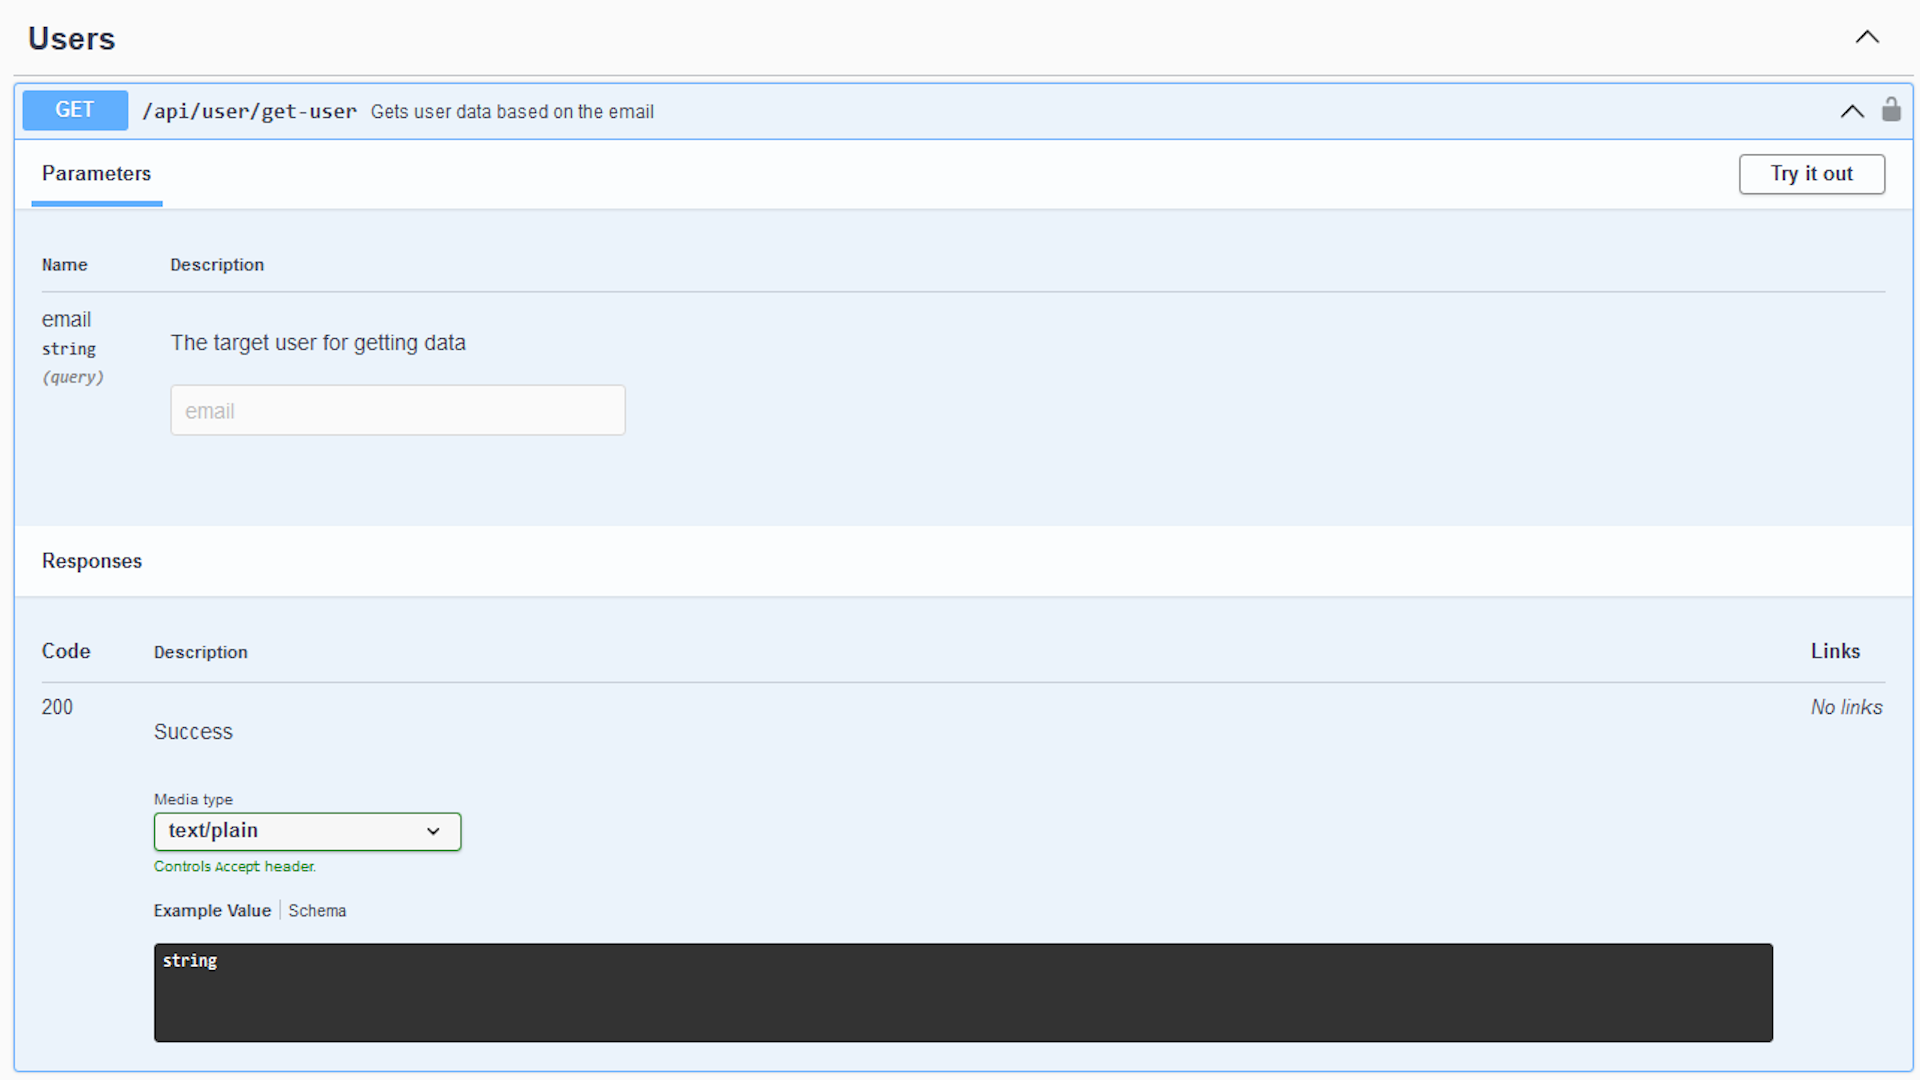 Users
GET /api/user/get-user Gets user data based on the email
Parameters Try it out
Name Description
email
string
(query)
The target user for getting data
email
Responses
Code Description Links
200 No links
Success
Media type
text/plain
Controls Accept header.
Example Value Schema
string